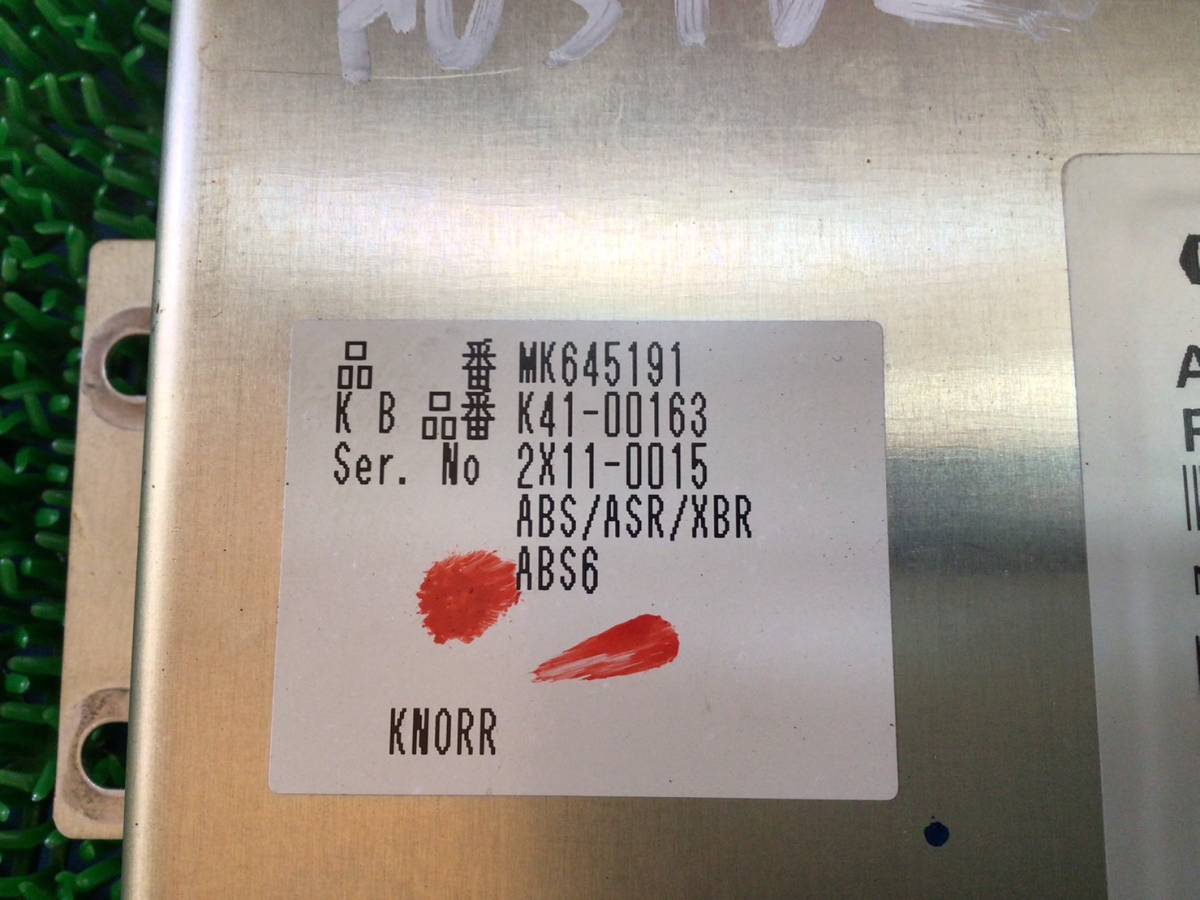 品 番 MK645191
K B 品番 K41-00163
Ser. No 2X11-0015
ABS/ASR/XBR
ABS6
KNORR